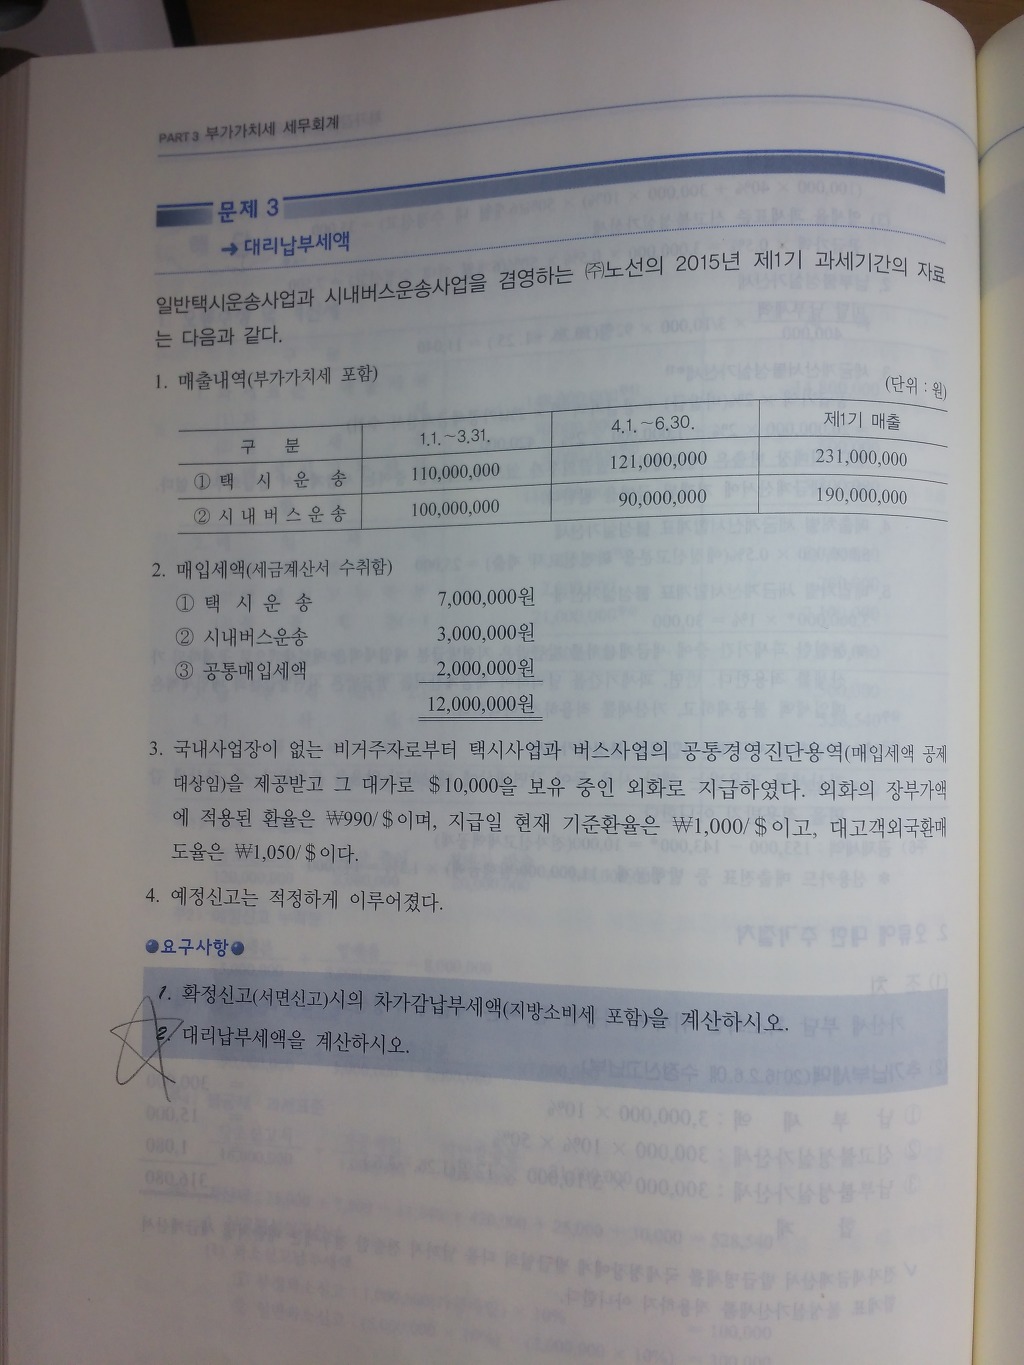 PART 3 부가가치세 세무회계
문제 3
→ 대리납부세액
일반택시운송사업과 시내버스운송사업을 겸영하는 ㈜노선의 2015년 제1기 과세기간의 자료
는 다음과 같다.
1. 매출내역(부가가치세 포함)
(단위 : 원)
구 분 1.1.~3.31. 4.1.~6.30. 제1기 매출
① 택 시 운 송 110,000,000 121,000,000 231,000,000
② 시내버스운송 100,000,000 90,000,000 190,000,000
2. 매입세액(세금계산서 수취함)
① 택 시 운 송 7,000,000원
② 시내버스운송 3,000,000원
③ 공통매입세액 2,000,000원
12,000,000원
3. 국내사업장이 없는 비거주자로부터 택시사업과 버스사업의 공통경영진단용역(매입세액 공제
대상임)을 제공받고 그 대가로 $10,000을 보유 중인 외화로 지급하였다. 외화의 장부가액
에 적용된 환율은 ₩990/$이며, 지급일 현재 기준환율은 ₩1,000/$이고, 대고객외국환매
도율은 ₩1,050/$이다.
4. 예정신고는 적정하게 이루어졌다.
요구사항
1. 확정신고(서면신고)시의 차가감납부세액(지방소비세 포함)을 계산하시오.
2. 대리납부세액을 계산하시오.